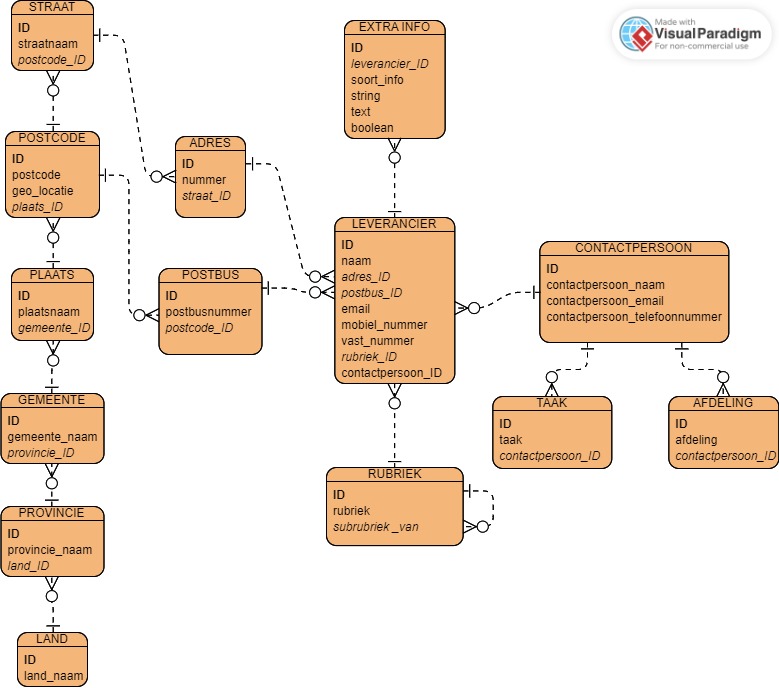 STRAAT
ID
straatnaam
postcode_ID
EXTRA INFO
ID
leverancier_ID
soort_info
string
text
boolean
Made with
VisualParadigm
For non-commercial use
POSTCODE
ID
postcode
geo_locatie
plaats_ID
ADRES
ID
nummer
straat_ID
LEVERANCIER
ID
naam
adres_ID
postbus_ID
email
mobiel_nummer
vast_nummer
rubriek_ID
contactpersoon_ID
CONTACTPERSOON
ID
contactpersoon_naam
contactpersoon_email
contactpersoon_telefoonnummer
PLAATS
ID
plaatsnaam
gemeente_ID
POSTBUS
ID
postbusnummer
postcode_ID
GEMEENTE
ID
gemeente_naam
provincie_ID
TAAK
ID
taak
contactpersoon_ID
AFDELING
ID
afdeling
contactpersoon_ID
RUBRIEK
ID
rubriek
subrubriek _van
PROVINCIE
ID
provincie_naam
land_ID
LAND
ID
land_naam